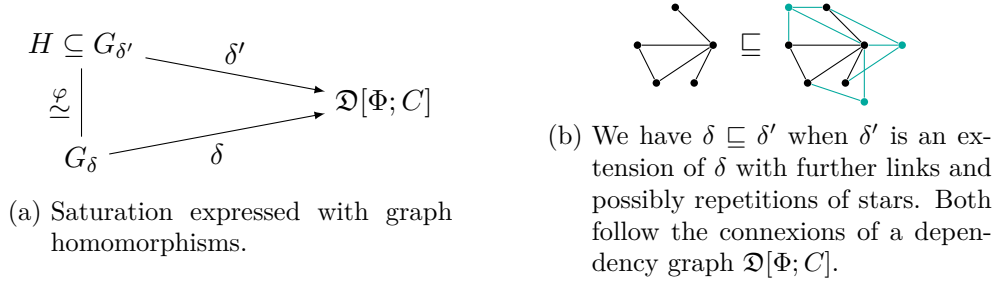 H ⊆ G_{δ'}
δ'
≃ φ
𝔇[Φ; C]
G_δ
δ
(a) Saturation expressed with graph
homomorphisms.
⊑
(b) We have δ ⊑ δ' when δ' is an ex-
tension of δ with further links and
possibly repetitions of stars. Both
follow the connexions of a depen-
dency graph 𝔇[Φ; C].